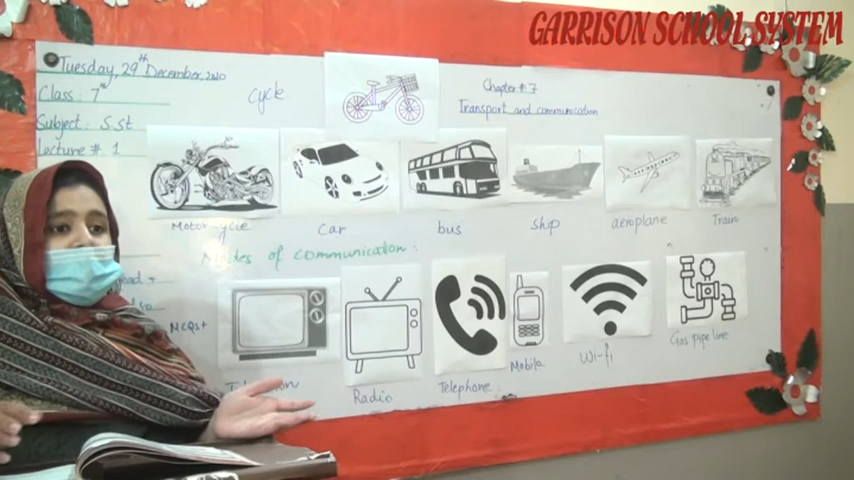 GARRISON SCHOOL SYSTEM
Tuesday, 29th December, 2020
Class: 7th
Subject: S.st
Lecture # 1
cycle
Chapter # 7
Transport and communication
Motorcycle
Car
bus
ship
aeroplane
Train
Modes of communication:
MCQs+
Radio
Telephone
Mobile
Wi-fi
Gas pipe line